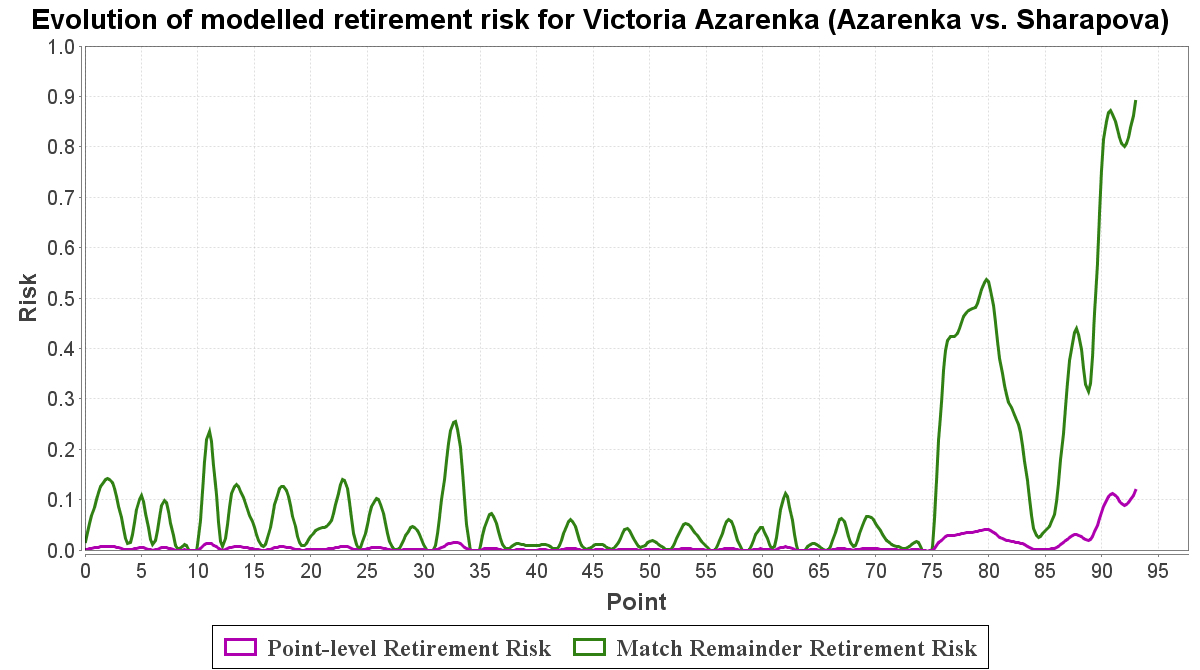 Evolution of modelled retirement risk for Victoria Azarenka (Azarenka vs. Sharapova)
1.0
0.9
0.8
0.7
0.6
0.5
0.4
0.3
0.2
0.1
0.0
Risk
0 5 10 15 20 25 30 35 40 45 50 55 60 65 70 75 80 85 90 95
Point
Point-level Retirement Risk Match Remainder Retirement Risk